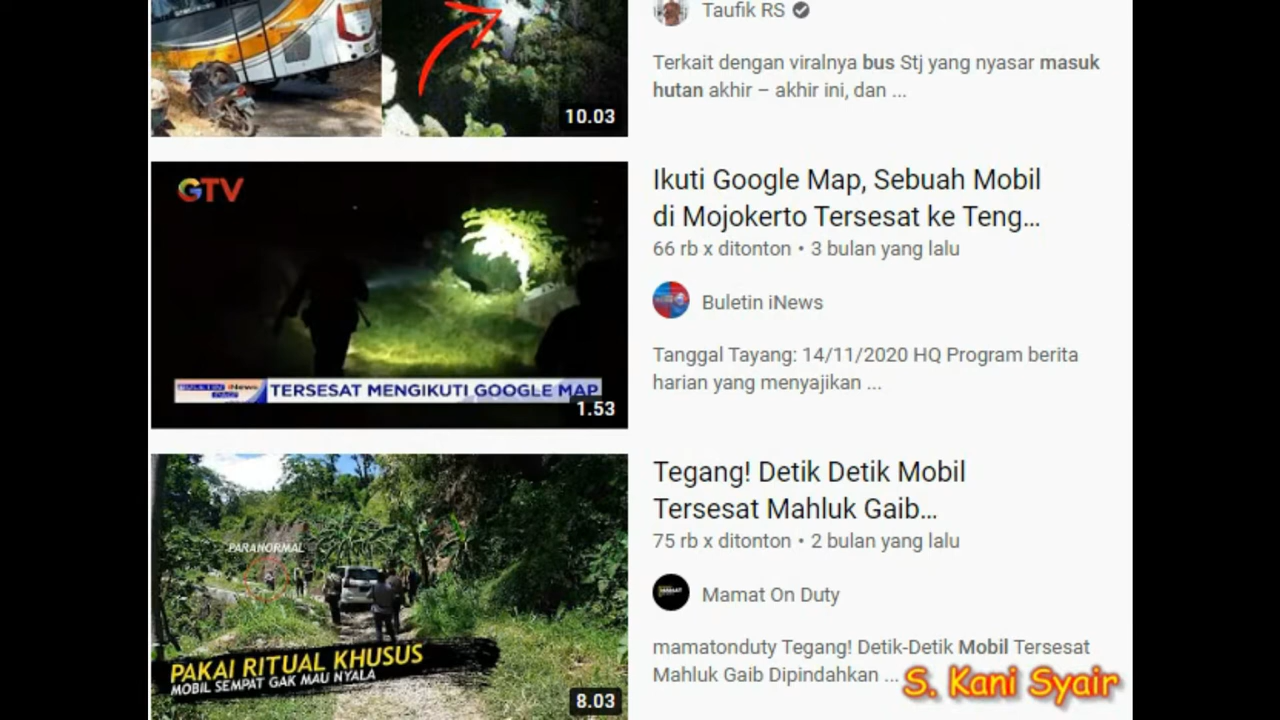 Taufik RS
Terkait dengan viralnya bus Stj yang nyasar masuk
hutan akhir – akhir ini, dan ...
10.03
GTV
TERSESAT MENGIKUTI GOOGLE MAP
1.53
Ikuti Google Map, Sebuah Mobil
di Mojokerto Tersesat ke Teng...
66 rb x ditonton • 3 bulan yang lalu
Buletin iNews
Tanggal Tayang: 14/11/2020 HQ Program berita
harian yang menyajikan ...
PARANORMAL
PAKAI RITUAL KHUSUS
MOBIL SEMPAT GAK MAU NYALA
8.03
Tegang! Detik Detik Mobil
Tersesat Mahluk Gaib...
75 rb x ditonton • 2 bulan yang lalu
Mamat On Duty
mamatonduty Tegang! Detik-Detik Mobil Tersesat
Mahluk Gaib Dipindahkan ...
S. Kani Syair